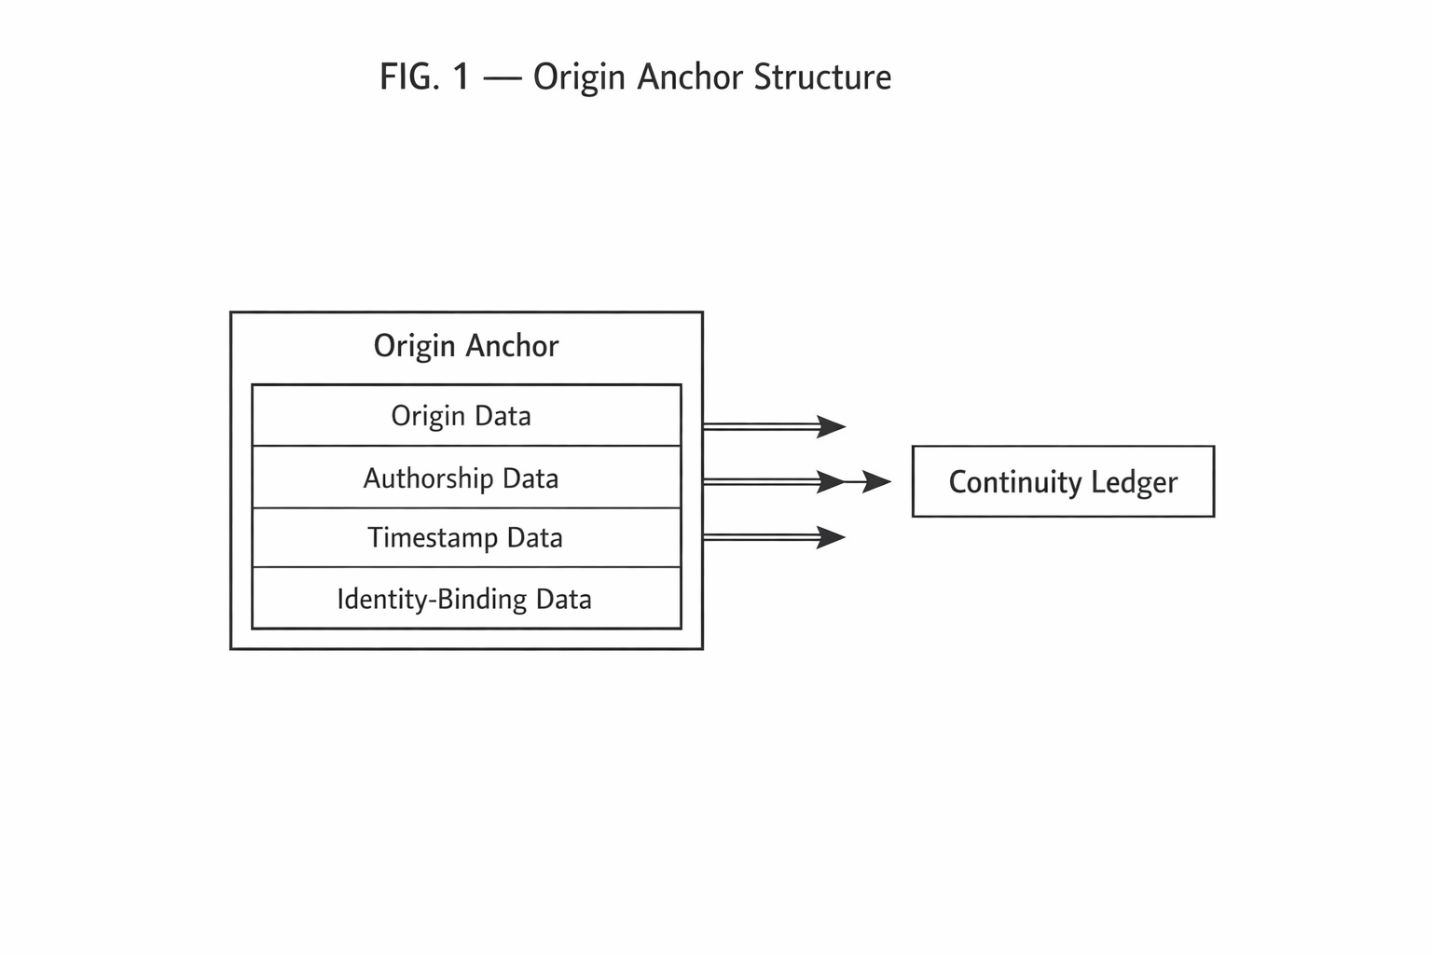 FIG. 1 — Origin Anchor Structure
Origin Anchor
Origin Data
Authorship Data
Timestamp Data
Identity-Binding Data
Continuity Ledger